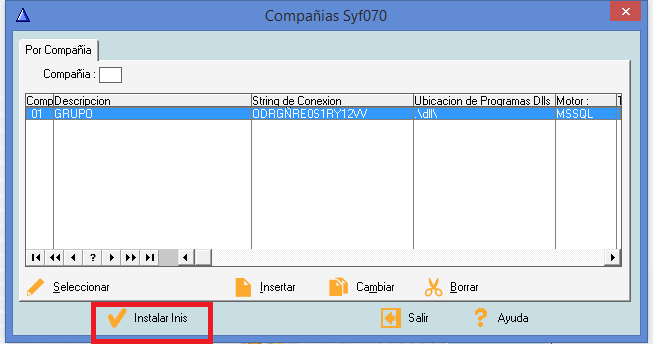 Compañias Syf070
Por Compañia
Compañia :
Comp Descripcion String de Conexion Ubicacion de Programas Dlls Motor : T
01 GRUPO ODRGÑRE0S1RY12VV .\dll\ MSSQL
?
Seleccionar Insertar Cambiar Borrar
Instalar Inis Salir ? Ayuda